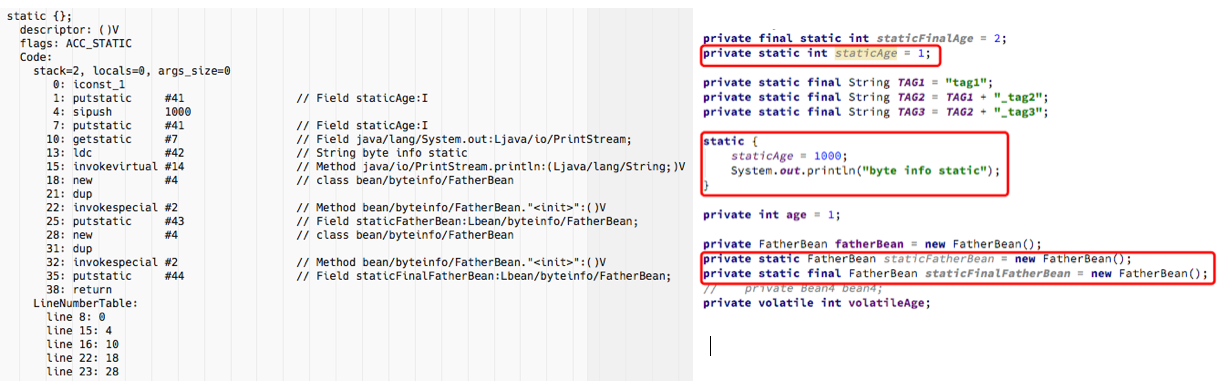 static {};
descriptor: ()V
flags: ACC_STATIC
Code:
stack=2, locals=0, args_size=0
0: iconst_1
1: putstatic #41 // Field staticAge:I
4: sipush 1000
7: putstatic #41 // Field staticAge:I
10: getstatic #7 // Field java/lang/System.out:Ljava/io/PrintStream;
13: ldc #42 // String byte info static
15: invokevirtual #14 // Method java/io/PrintStream.println:(Ljava/lang/String;)V
18: new #4 // class bean/byteinfo/FatherBean
21: dup
22: invokespecial #2 // Method bean/byteinfo/FatherBean."<init>":()V
25: putstatic #43 // Field staticFatherBean:Lbean/byteinfo/FatherBean;
28: new #4 // class bean/byteinfo/FatherBean
31: dup
32: invokespecial #2 // Method bean/byteinfo/FatherBean."<init>":()V
35: putstatic #44 // Field staticFinalFatherBean:Lbean/byteinfo/FatherBean;
38: return
LineNumberTable:
line 8: 0
line 15: 4
line 16: 10
line 22: 18
line 23: 28
private final static int staticFinalAge = 2;
private static int staticAge = 1;
private static final String TAG1 = "tag1";
private static final String TAG2 = TAG1 + "_tag2";
private static final String TAG3 = TAG2 + "_tag3";
static {
staticAge = 1000;
System.out.println("byte info static");
}
private int age = 1;
private FatherBean fatherBean = new FatherBean();
private static FatherBean staticFatherBean = new FatherBean();
private static final FatherBean staticFinalFatherBean = new FatherBean();
// private Bean4 bean4;
private volatile int volatileAge;